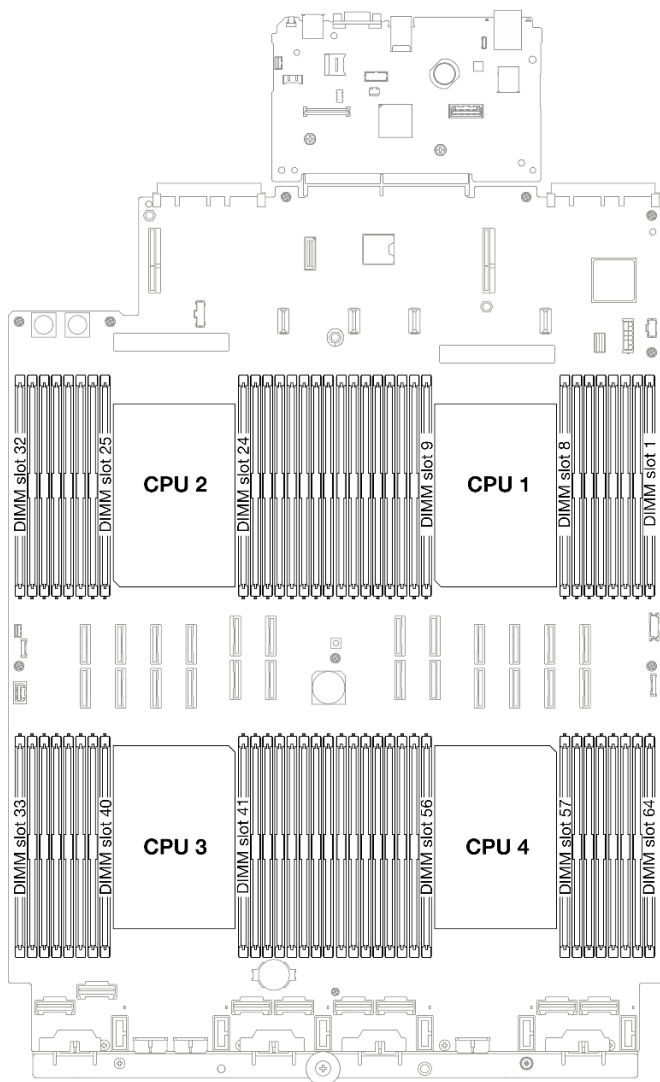 DIMM slot 32
DIMM slot 25
CPU 2
DIMM slot 24
DIMM slot 9
CPU 1
DIMM slot 8
DIMM slot 1
DIMM slot 33
DIMM slot 40
CPU 3
DIMM slot 41
DIMM slot 56
CPU 4
DIMM slot 57
DIMM slot 64